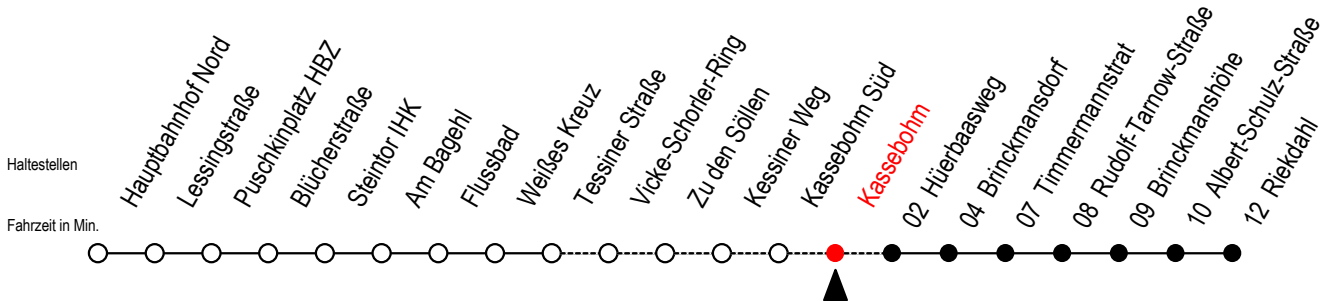 Haltestellen
Hauptbahnhof Nord
Lessingstraße
Puschkinplatz HBZ
Blücherstraße
Steintor IHK
Am Bagehl
Flussbad
Weißes Kreuz
Tessiner Straße
Vicke-Schorler-Ring
Zu den Söllen
Kessiner Weg
Kassebohm Süd
Kassebohm
02 Hüerbaasweg
04 Brinckmansdorf
07 Timmermannstrat
08 Rudolf-Tarnow-Straße
09 Brinckmanshöhe
10 Albert-Schulz-Straße
12 Riekdahl
Fahrzeit in Min.